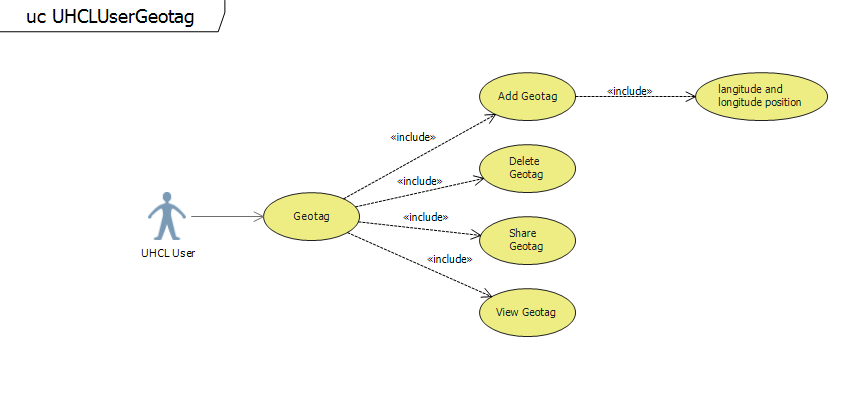 uc UHCLUserGeotag
Add Geotag
«include»
langitude and
longitude position
«include»
Delete
Geotag
«include»
Geotag
«include»
Share
Geotag
UHCL User
«include»
View Geotag